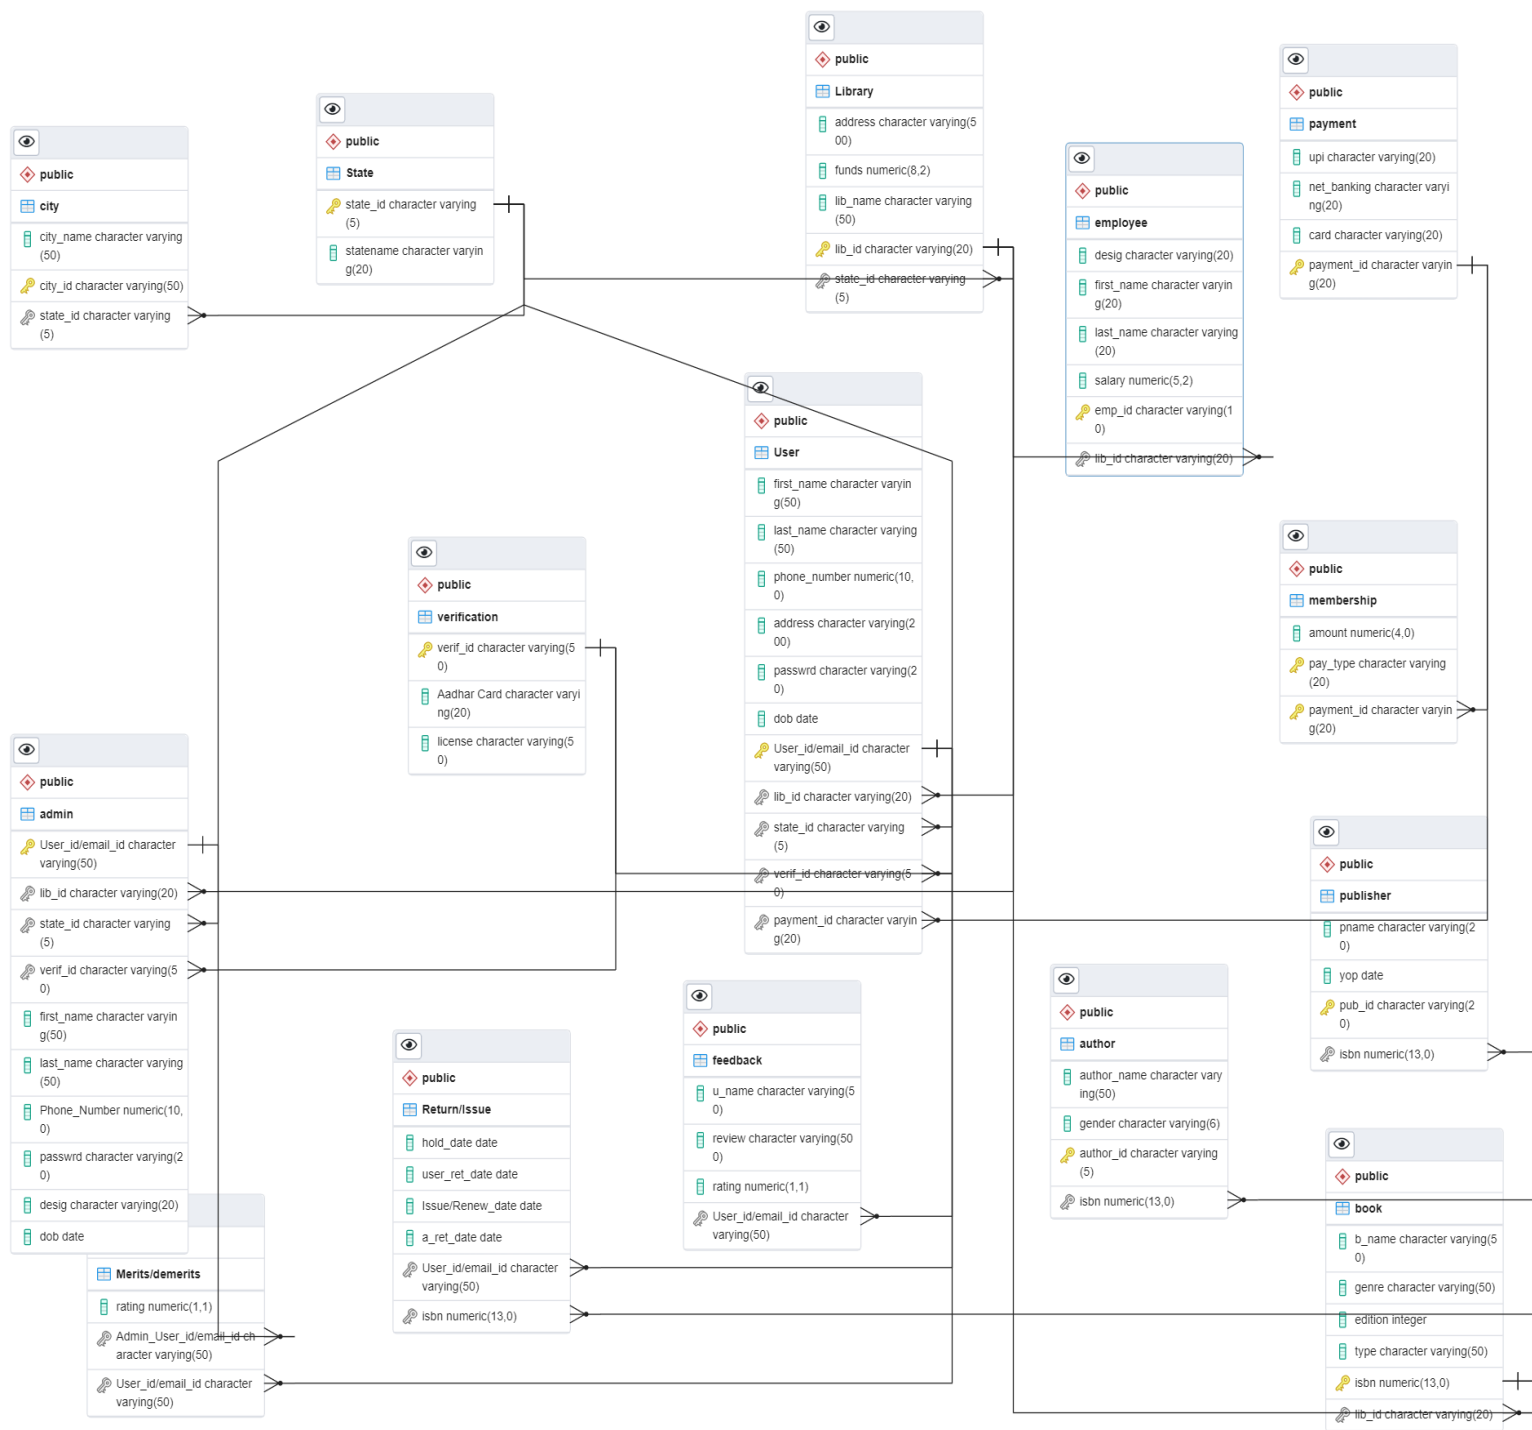 public
Library
address character varying(5
00)
funds numeric(8,2)
lib_name character varying
(50)
lib_id character varying(20)
state_id character varying
(5)
public
payment
upi character varying(20)
net_banking character varyi
ng(20)
card character varying(20)
payment_id character varyin
g(20)
public
State
state_id character varying
(5)
statename character varyin
g(20)
public
city
city_name character varying
(50)
city_id character varying(50)
state_id character varying
(5)
public
employee
desig character varying(20)
first_name character varyin
g(20)
last_name character varying
(20)
salary numeric(5,2)
emp_id character varying(1
0)
lib_id character varying(20)
public
User
first_name character varyin
g(50)
last_name character varying
(50)
phone_number numeric(10,
0)
address character varying(2
00)
passwrd character varying(2
0)
dob date
User_id/email_id character
varying(50)
lib_id character varying(20)
state_id character varying
(5)
verif_id character varying(5
0)
payment_id character varyin
g(20)
public
verification
verif_id character varying(5
0)
Aadhar Card character varyi
ng(20)
license character varying(5
0)
public
membership
amount numeric(4,0)
pay_type character varying
(20)
payment_id character varyin
g(20)
public
admin
User_id/email_id character
varying(50)
lib_id character varying(20)
state_id character varying
(5)
verif_id character varying(5
0)
first_name character varyin
g(50)
last_name character varying
(50)
Phone_Number numeric(10,
0)
passwrd character varying(2
0)
desig character varying(20)
dob date
public
publisher
pname character varying(2
0)
yop date
pub_id character varying(2
0)
isbn numeric(13,0)
public
author
author_name character vary
ing(50)
gender character varying(6)
author_id character varying
(5)
isbn numeric(13,0)
public
feedback
u_name character varying(5
0)
review character varying(50
0)
rating numeric(1,1)
User_id/email_id character
varying(50)
public
Return/Issue
hold_date date
user_ret_date date
Issue/Renew_date date
a_ret_date date
User_id/email_id character
varying(50)
isbn numeric(13,0)
public
book
b_name character varying(5
0)
genre character varying(50)
edition integer
type character varying(50)
isbn numeric(13,0)
lib_id character varying(20)
Merits/demerits
rating numeric(1,1)
Admin_User_id/email_id ch
aracter varying(50)
User_id/email_id character
varying(50)